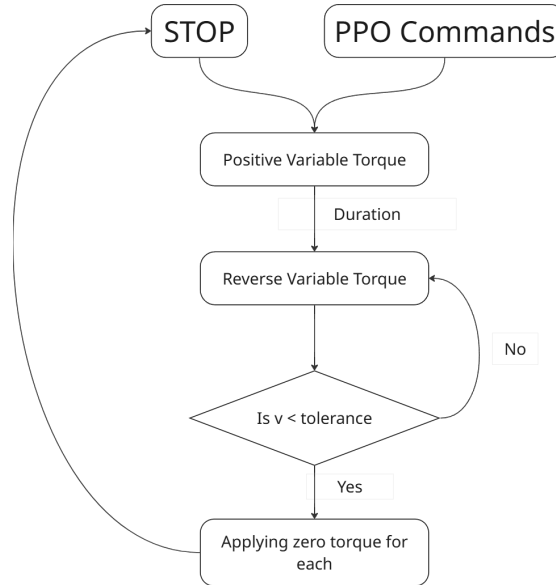 STOP
PPO Commands
Positive Variable Torque
Duration
Reverse Variable Torque
No
Is v < tolerance
Yes
Applying zero torque for
each